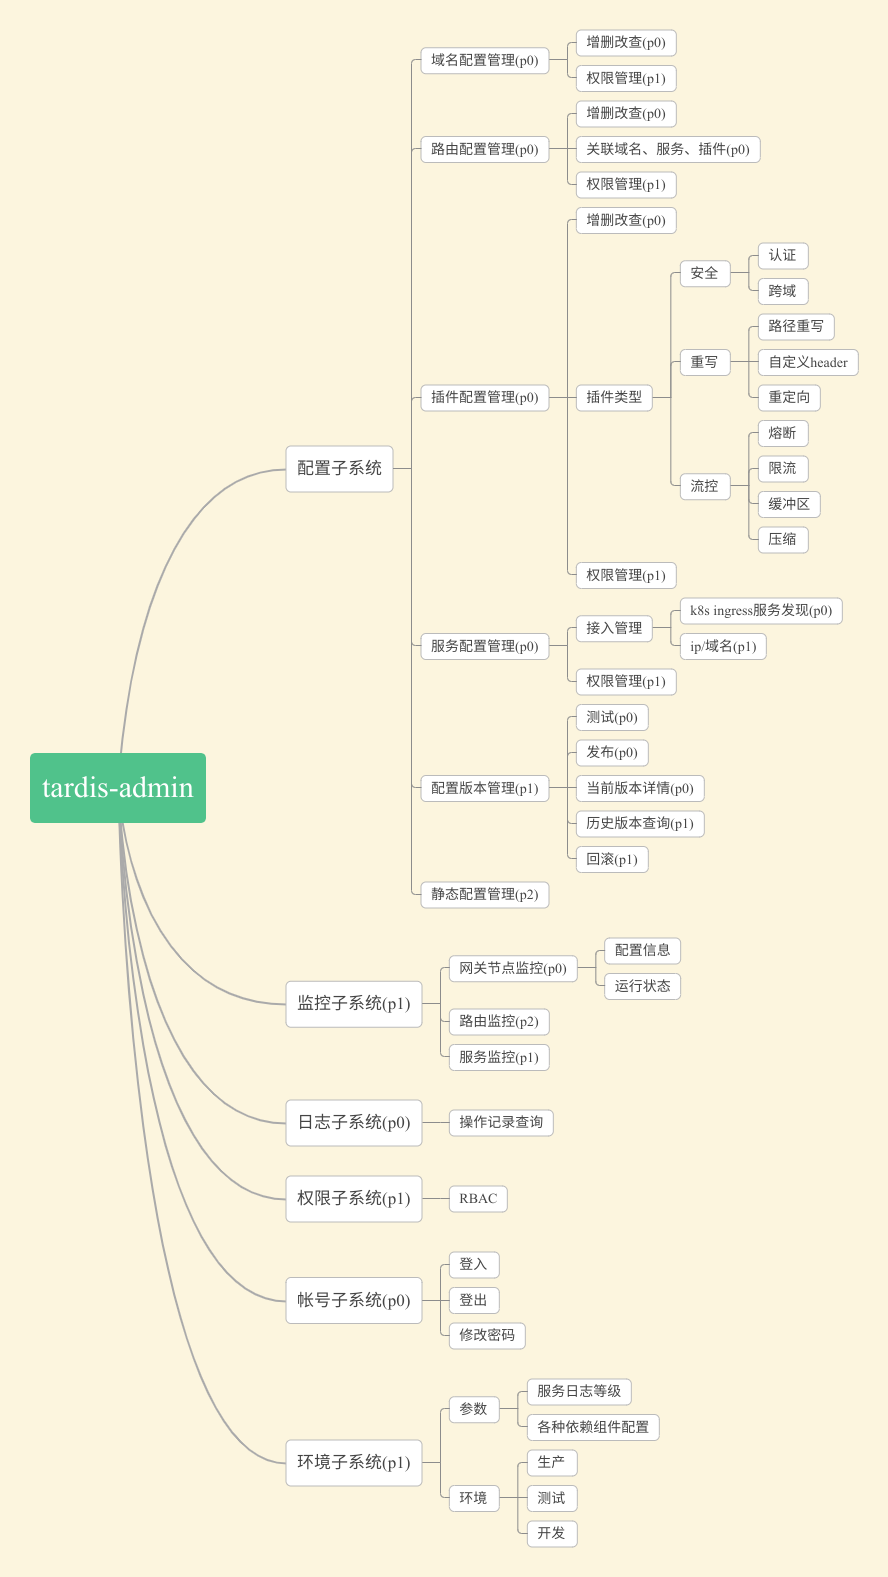 tardis-admin
配置子系统
域名配置管理(p0)
增删改查(p0)
权限管理(p1)
路由配置管理(p0)
增删改查(p0)
关联域名、服务、插件(p0)
权限管理(p1)
插件配置管理(p0)
增删改查(p0)
插件类型
安全
认证
跨域
重写
路径重写
自定义header
重定向
流控
熔断
限流
缓冲区
压缩
权限管理(p1)
服务配置管理(p0)
接入管理
k8s ingress服务发现(p0)
ip/域名(p1)
权限管理(p1)
配置版本管理(p1)
测试(p0)
发布(p0)
当前版本详情(p0)
历史版本查询(p1)
回滚(p1)
静态配置管理(p2)
监控子系统(p1)
网关节点监控(p0)
配置信息
运行状态
路由监控(p2)
服务监控(p1)
日志子系统(p0)
操作记录查询
权限子系统(p1)
RBAC
帐号子系统(p0)
登入
登出
修改密码
环境子系统(p1)
参数
服务日志等级
各种依赖组件配置
环境
生产
测试
开发